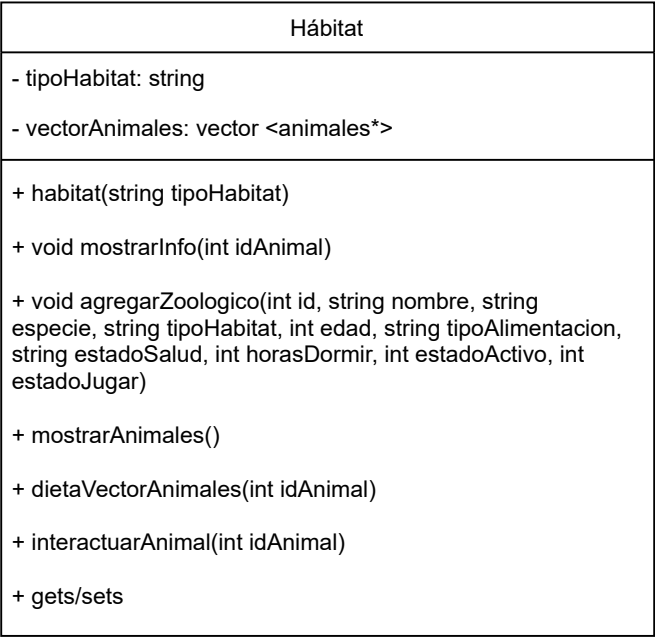 Hábitat
- tipoHabitat: string
- vectorAnimales: vector <animales*>
+ habitat(string tipoHabitat)
+ void mostrarInfo(int idAnimal)
+ void agregarZoologico(int id, string nombre, string
especie, string tipoHabitat, int edad, string tipoAlimentacion,
string estadoSalud, int horasDormir, int estadoActivo, int
estadoJugar)
+ mostrarAnimales()
+ dietaVectorAnimales(int idAnimal)
+ interactuarAnimal(int idAnimal)
+ gets/sets